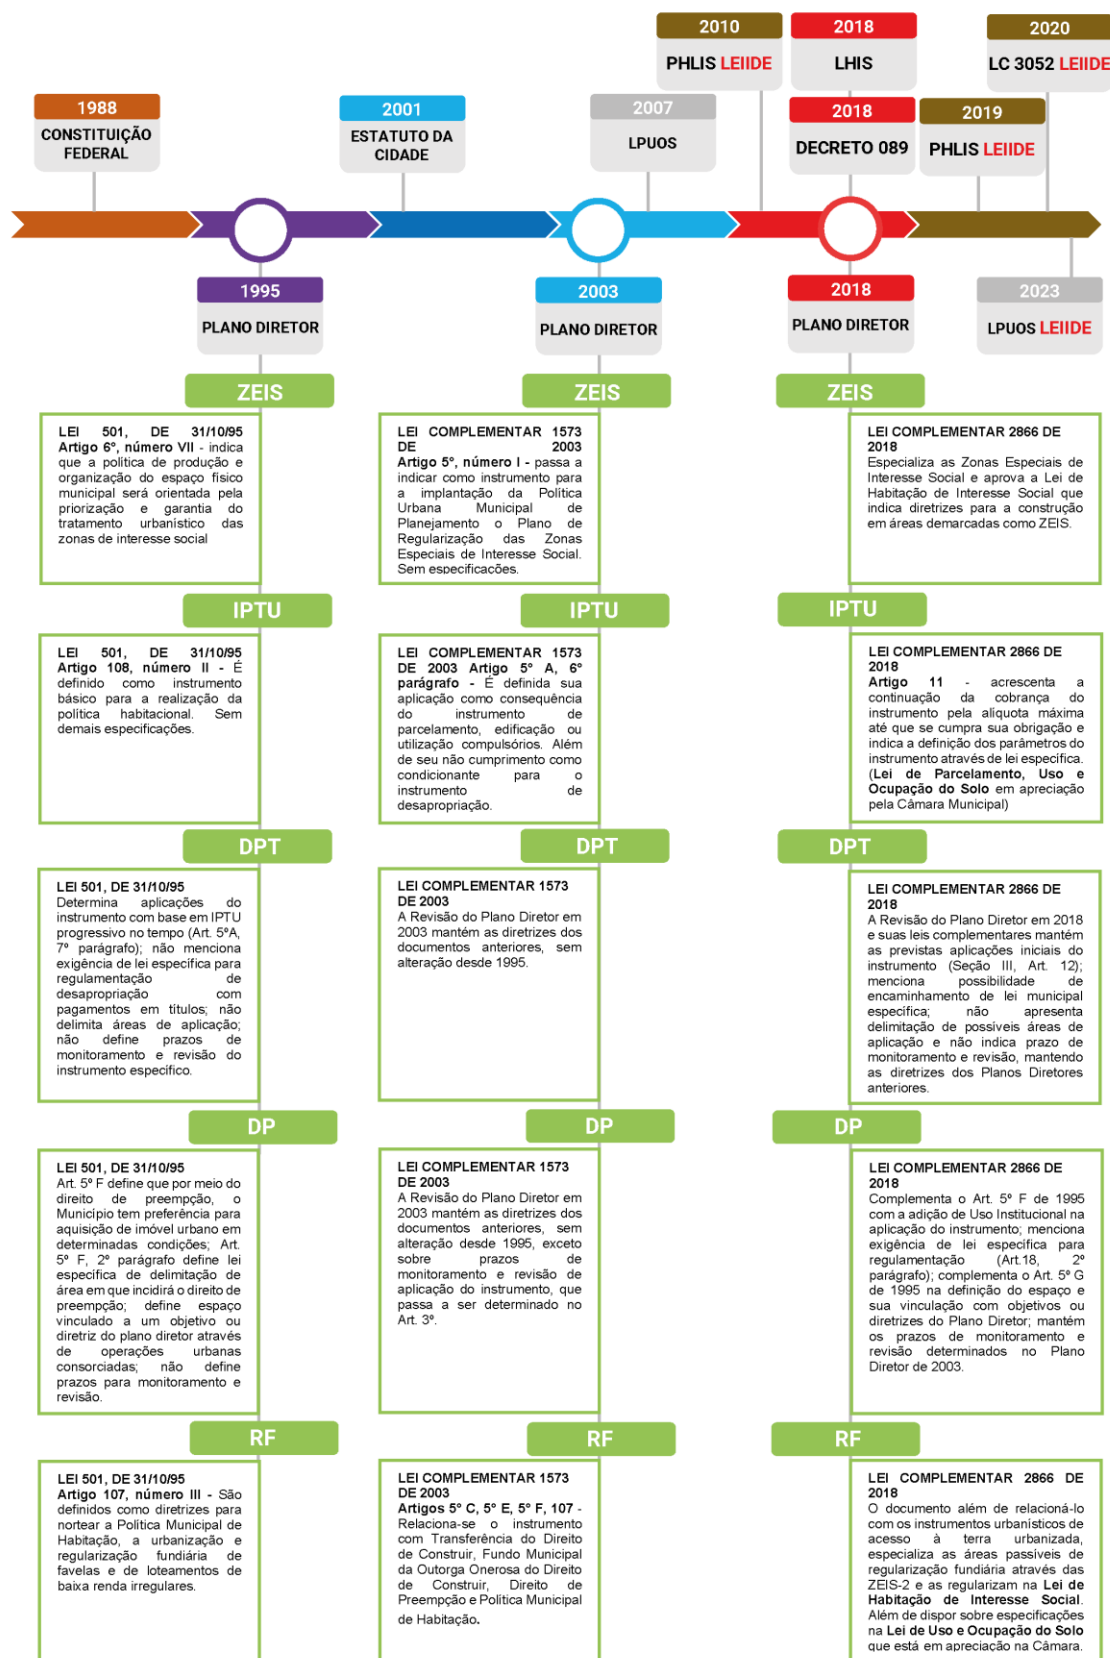 2010
PHLIS LEIIDE
2018
LHIS
2020
LC 3052 LEIIDE
1988
CONSTITUIÇÃO
FEDERAL
2001
ESTATUTO DA
CIDADE
2007
LPUOS
2018
DECRETO 089
2019
PHLIS LEIIDE
1995
PLANO DIRETOR
2003
PLANO DIRETOR
2018
PLANO DIRETOR
2023
LPUOS LEIIDE
ZEIS
LEI 501, DE 31/10/95
Artigo 6º, número VII - indica
que a política de produção e
organização do espaço físico
municipal será orientada pela
priorização e garantia do
tratamento urbanístico das
zonas de interesse social
ZEIS
LEI COMPLEMENTAR 1573
DE 2003
Artigo 5º, número I - passa a
indicar como instrumento para
a implantação da Política
Urbana Municipal de
Planejamento o Plano de
Regularização das Zonas
Especiais de Interesse Social.
Sem especificações.
ZEIS
LEI COMPLEMENTAR 2866 DE
2018
Especializa as Zonas Especiais de
Interesse Social e aprova a Lei de
Habitação de Interesse Social que
indica diretrizes para a construção
em áreas demarcadas como ZEIS.
IPTU
LEI 501, DE 31/10/95
Artigo 108, número II - É
definido como instrumento
básico para a realização da
política habitacional. Sem
demais especificações.
IPTU
LEI COMPLEMENTAR 1573
DE 2003 Artigo 5º A, 6º
parágrafo - É definida sua
aplicação como consequência
do instrumento de
parcelamento, edificação ou
utilização compulsórios. Além
de seu não cumprimento como
condicionante para o
instrumento de
desapropriação.
IPTU
LEI COMPLEMENTAR 2866 DE
2018
Artigo 11 - acrescenta a
continuação da cobrança do
instrumento pela alíquota máxima
até que se cumpra sua obrigação e
indica a definição dos parâmetros do
instrumento através de lei específica.
(Lei de Parcelamento, Uso e
Ocupação do Solo em apreciação
pela Câmara Municipal)
DPT
LEI 501, DE 31/10/95
Determina aplicações do
instrumento com base em IPTU
progressivo no tempo (Art. 5ºA,
7º parágrafo); não menciona
exigência de lei específica para
regulamentação de
desapropriação com
pagamentos em títulos; não
delimita áreas de aplicação;
não define prazos de
monitoramento e revisão do
instrumento específico.
DPT
LEI COMPLEMENTAR 1573
DE 2003
A Revisão do Plano Diretor em
2003 mantém as diretrizes dos
documentos anteriores, sem
alteração desde 1995.
DPT
LEI COMPLEMENTAR 2866 DE
2018
A Revisão do Plano Diretor em 2018
e suas leis complementares mantém
as previstas aplicações iniciais do
instrumento (Seção III, Art. 12);
menciona possibilidade de
encaminhamento de lei municipal
específica; não apresenta
delimitação de possíveis áreas de
aplicação e não indica prazo de
monitoramento e revisão, mantendo
as diretrizes dos Planos Diretores
anteriores.
DP
LEI 501, DE 31/10/95
Art. 5º F define que por meio do
direito de preempção, o
Município tem preferência para
aquisição de imóvel urbano em
determinadas condições; Art.
5º F, 2º parágrafo define lei
específica de delimitação de
área em que incidirá o direito de
preempção; define espaço
vinculado a um objetivo ou
diretriz do plano diretor através
de operações urbanas
consorciadas; não define
prazos para monitoramento e
revisão.
DP
LEI COMPLEMENTAR 1573
DE 2003
A Revisão do Plano Diretor em
2003 mantém as diretrizes dos
documentos anteriores, sem
alteração desde 1995, exceto
sobre prazos de
monitoramento e revisão de
aplicação do instrumento, que
passa a ser determinado no
Art. 3º.
DP
LEI COMPLEMENTAR 2866 DE
2018
Complementa o Art. 5º F de 1995
com a adição de Uso Institucional na
aplicação do instrumento; menciona
exigência de lei específica para
regulamentação (Art.18, 2º
parágrafo); complementa o Art. 5º G
de 1995 na definição do espaço e
sua vinculação com objetivos ou
diretrizes do Plano Diretor; mantém
os prazos de monitoramento e
revisão determinados no Plano
Diretor de 2003.
RF
LEI 501, DE 31/10/95
Artigo 107, número III - São
definidos como diretrizes para
nortear a Política Municipal de
Habitação, a urbanização e
regularização fundiária de
favelas e de loteamentos de
baixa renda irregulares.
RF
LEI COMPLEMENTAR 1573
DE 2003
Artigos 5º C, 5º E, 5º F, 107 -
Relaciona-se o instrumento
com Transferência do Direito
de Construir, Fundo Municipal
da Outorga Onerosa do Direito
de Construir, Direito de
Preempção e Política Municipal
de Habitação.
RF
LEI COMPLEMENTAR 2866 DE
2018
O documento além de relacioná-lo
com os instrumentos urbanísticos de
acesso à terra urbanizada,
especializa as áreas passíveis de
regularização fundiária através das
ZEIS-2 e as regularizam na Lei de
Habitação de Interesse Social.
Além de dispor sobre especificações
na Lei de Uso e Ocupação do Solo
que está em apreciação na Câmara.